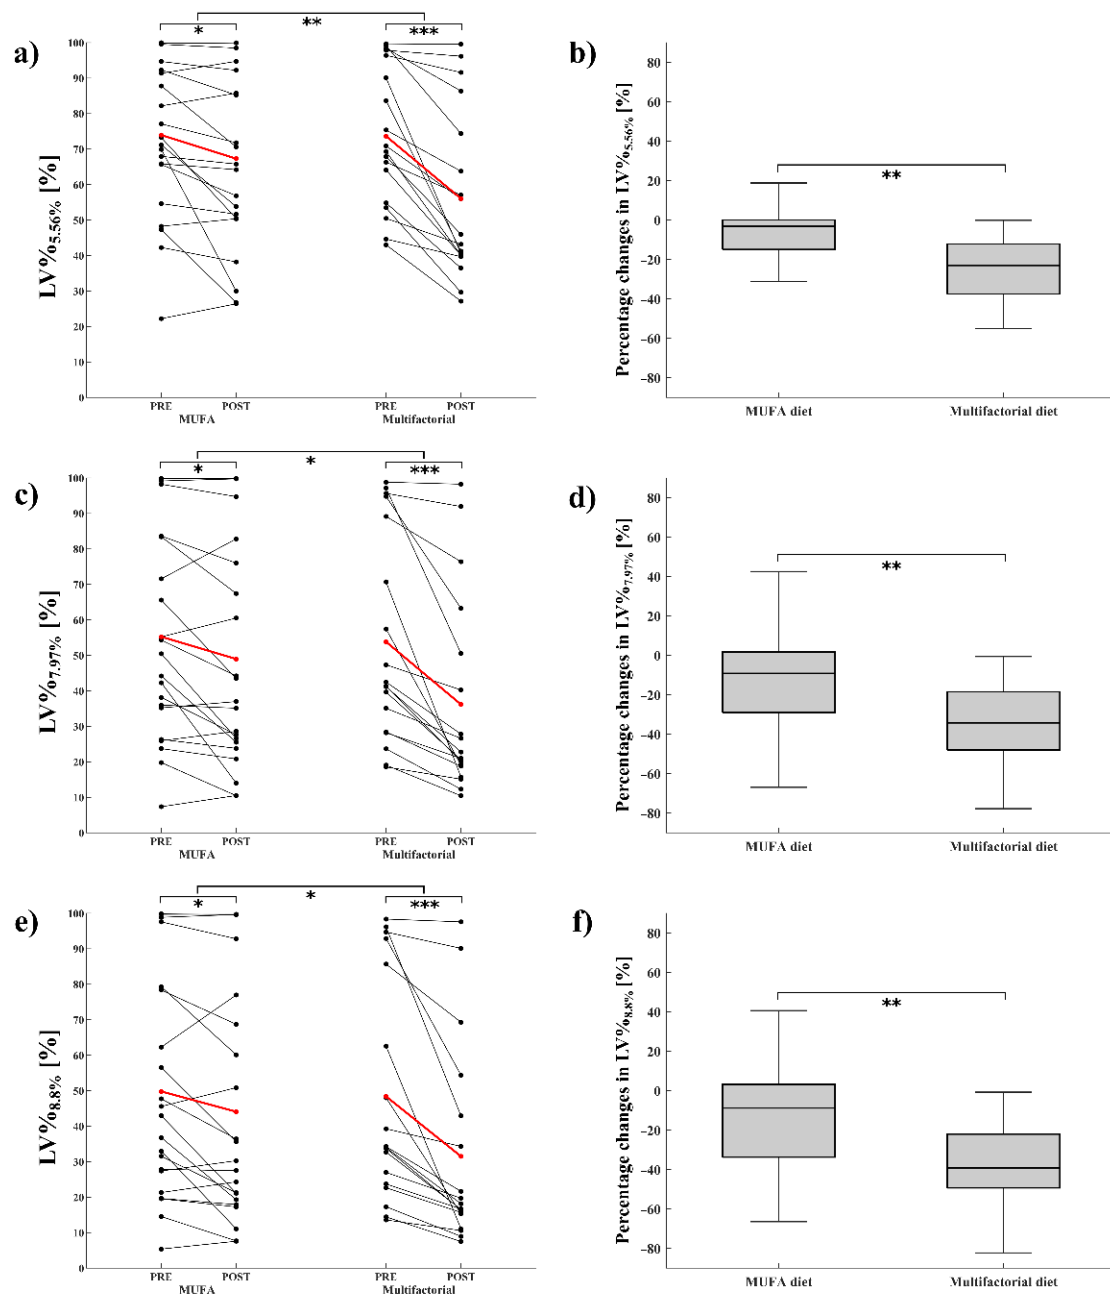 a)
* ** ***
100
90
80
70
60
50
40
30
20
10
0
LV%5.56% [%]
PRE POST PRE POST
MUFA Multifactorial
b)
80
60
40
20
0
−20
−40
−60
−80
Percentage changes in LV%5.56% [%]
**
MUFA diet Multifactorial diet
c)
* * ***
100
90
80
70
60
50
40
30
20
10
0
LV%7.97% [%]
PRE POST PRE POST
MUFA Multifactorial
d)
80
60
40
20
0
−20
−40
−60
−80
Percentage changes in LV%7.97% [%]
**
MUFA diet Multifactorial diet
e)
* * ***
100
90
80
70
60
50
40
30
20
10
0
LV%8.8% [%]
PRE POST PRE POST
MUFA Multifactorial
f)
80
60
40
20
0
−20
−40
−60
−80
Percentage changes in LV%8.8% [%]
**
MUFA diet Multifactorial diet